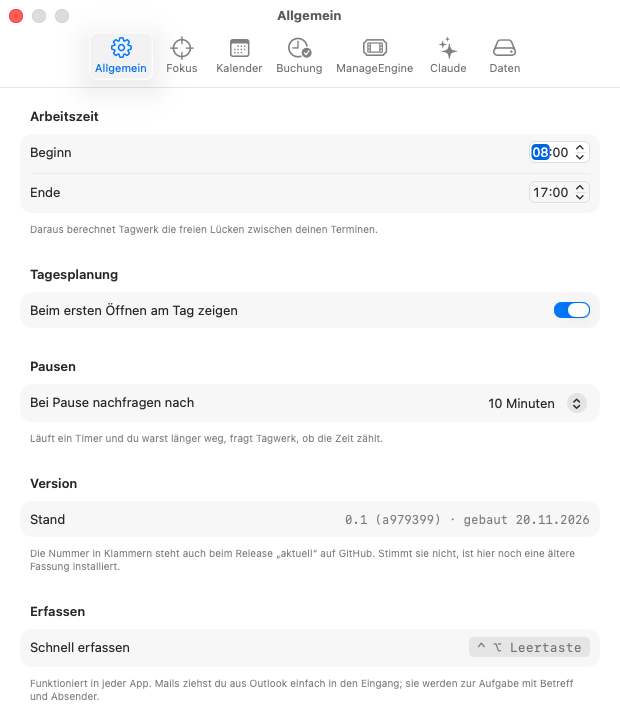 Allgemein
Allgemein Fokus Kalender Buchung ManageEngine Claude Daten
Arbeitszeit
Beginn 08:00
Ende 17:00
Daraus berechnet Tagwerk die freien Lücken zwischen deinen Terminen.
Tagesplanung
Beim ersten Öffnen am Tag zeigen
Pausen
Bei Pause nachfragen nach 10 Minuten
Läuft ein Timer und du warst länger weg, fragt Tagwerk, ob die Zeit zählt.
Version
Stand 0.1 (a979399) · gebaut 20.11.2026
Die Nummer in Klammern steht auch beim Release „aktuell“ auf GitHub. Stimmt sie nicht, ist hier noch eine ältere
Fassung installiert.
Erfassen
Schnell erfassen ^ ⌥ Leertaste
Funktioniert in jeder App. Mails ziehst du aus Outlook einfach in den Eingang; sie werden zur Aufgabe mit Betreff
und Absender.